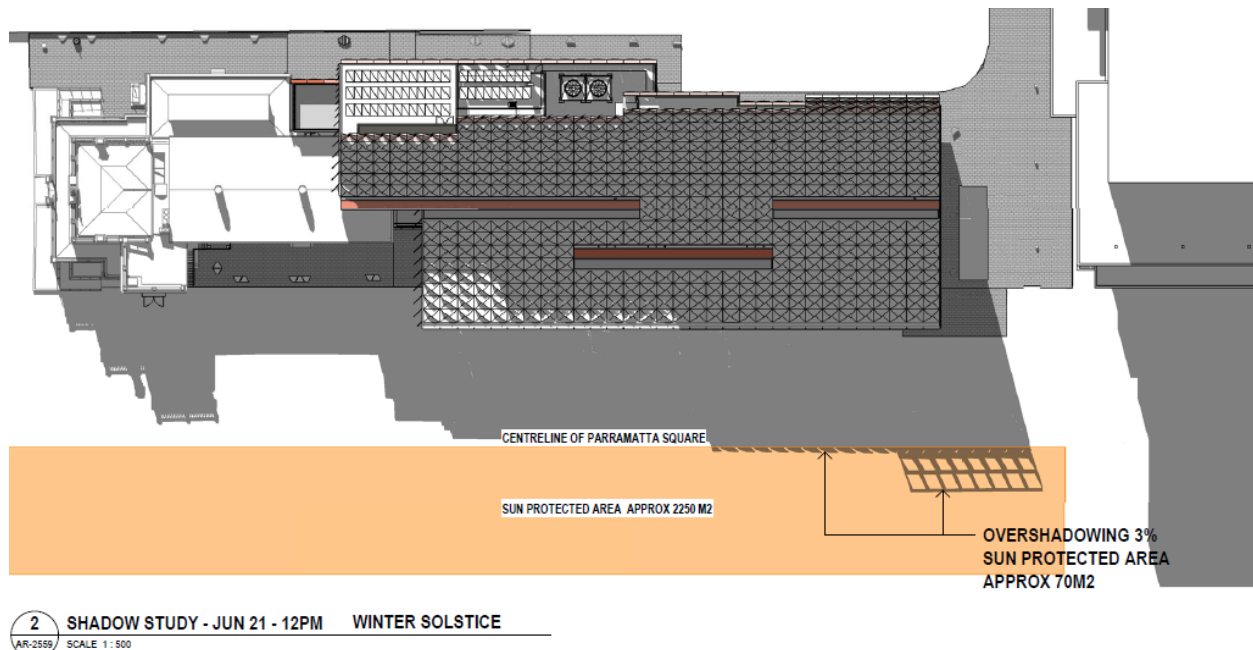 CENTRELINE OF PARRAMATTA SQUARE
SUN PROTECTED AREA APPROX 2250 M2
OVERSHADOWING 3%
SUN PROTECTED AREA
APPROX 70M2
2 SHADOW STUDY - JUN 21 - 12PM WINTER SOLSTICE
AR-2559 SCALE 1 : 500